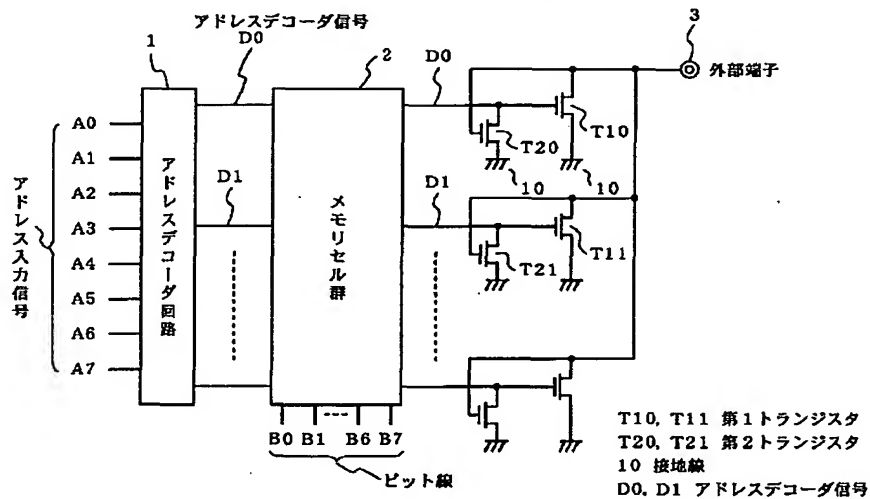 アドレスデコーダ信号
D0
1
2
D0
3
外部端子
T10
T20
10
10
A0
A1
A2
A3
A4
A5
A6
A7
アドレス入力信号
アドレスデコーダ回路
D1
メモリセル群
D1
T11
T21
B0 B1 B6 B7
ビット線
T10, T11 第1トランジスタ
T20, T21 第2トランジスタ
10 接地線
D0, D1 アドレスデコーダ信号